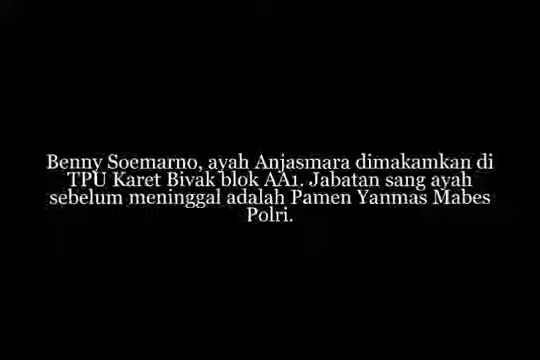 Benny Soemarno, ayah Anjasmara dimakamkan di
TPU Karet Bivak blok AA1. Jabatan sang ayah
sebelum meninggal adalah Pamen Yanmas Mabes
Polri.